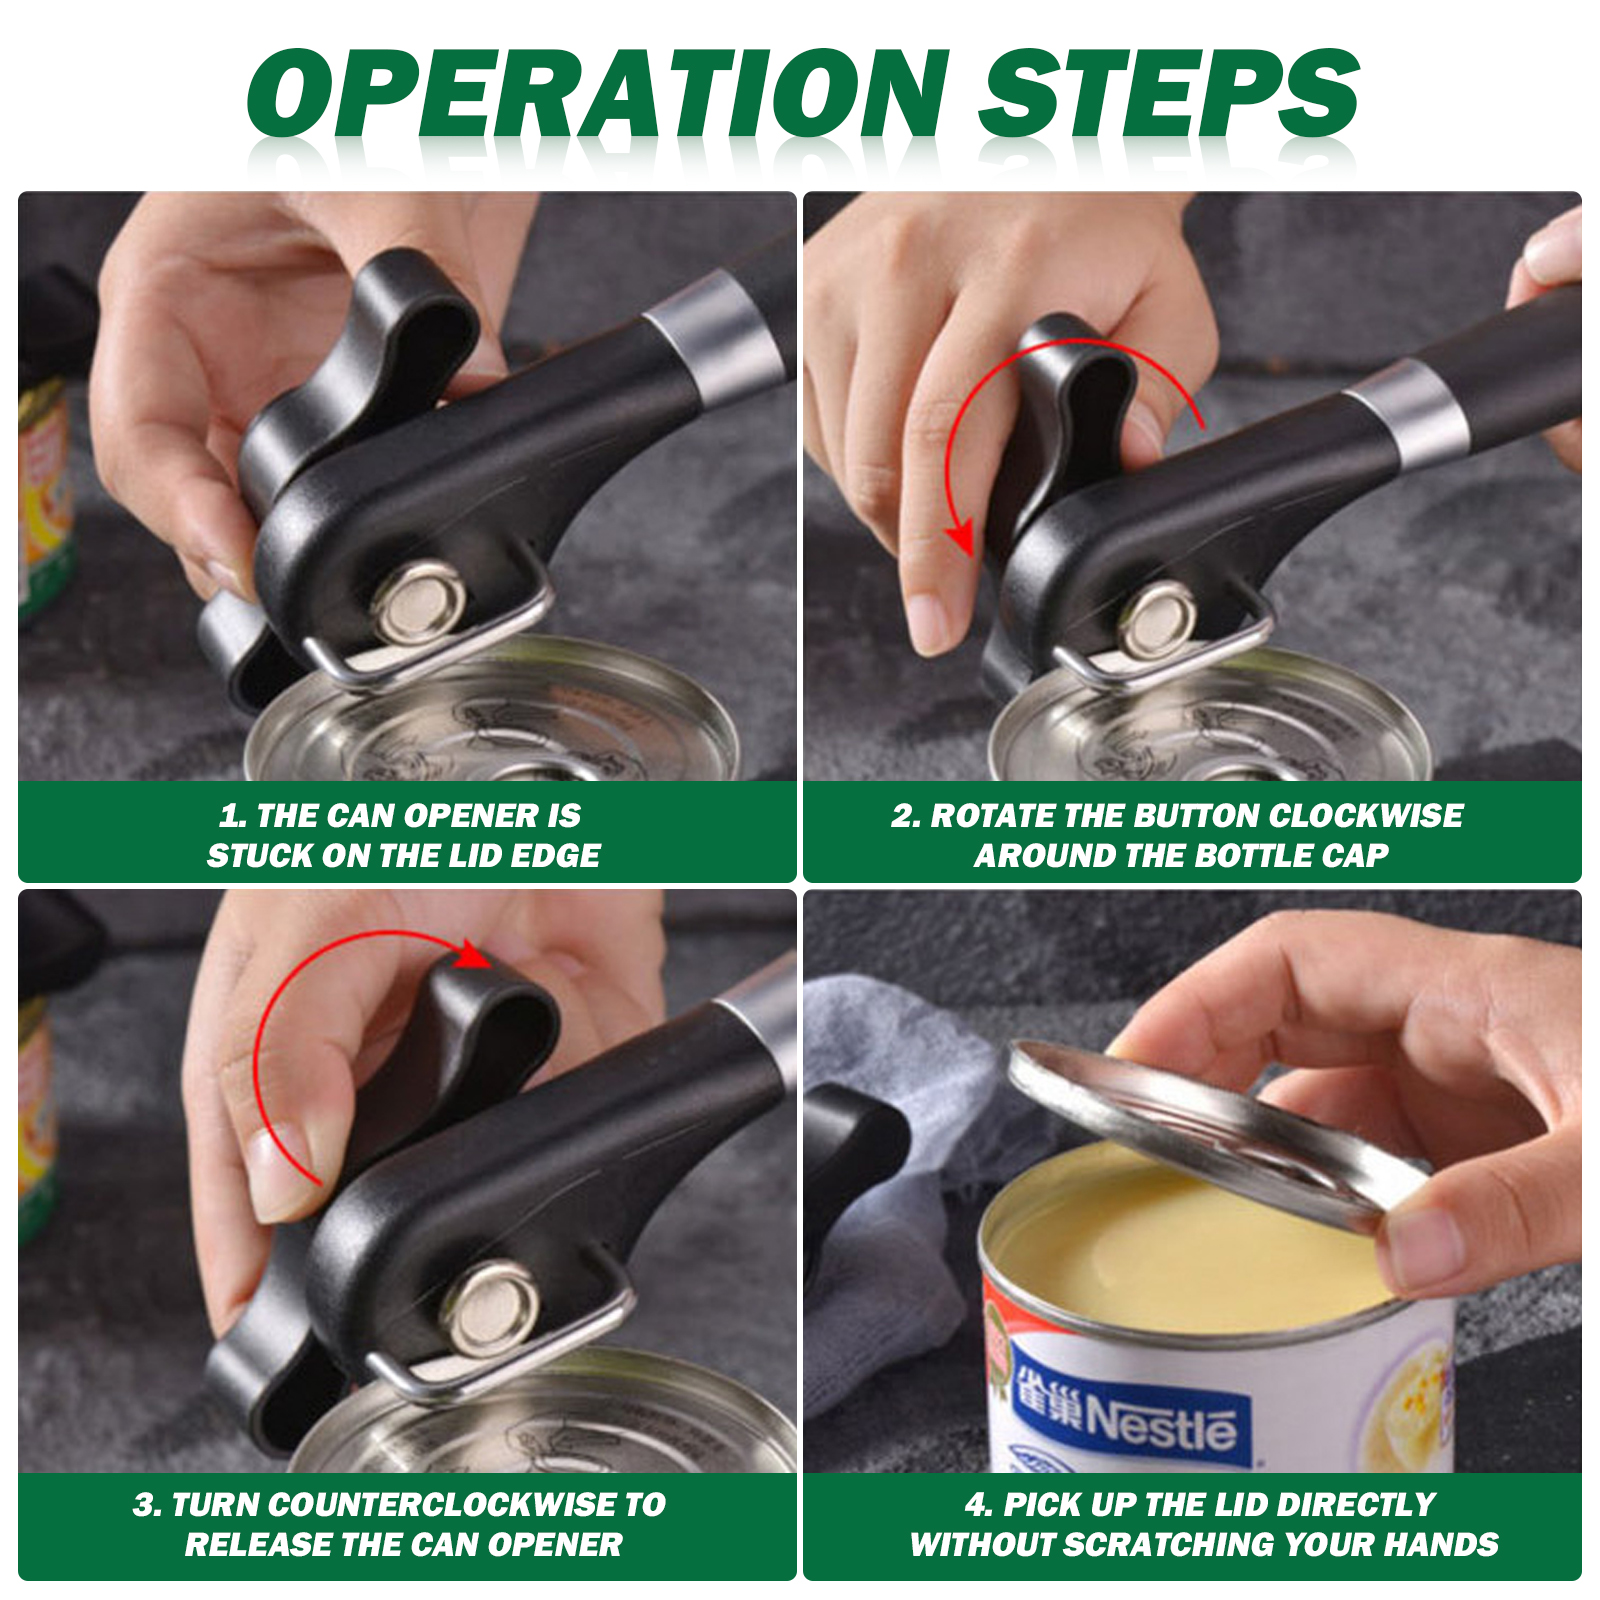 OPERATION STEPS
1. THE CAN OPENER IS
STUCK ON THE LID EDGE
2. ROTATE THE BUTTON CLOCKWISE
AROUND THE BOTTLE CAP
3. TURN COUNTERCLOCKWISE TO
RELEASE THE CAN OPENER
4. PICK UP THE LID DIRECTLY
WITHOUT SCRATCHING YOUR HANDS
雀巢 Nestlé